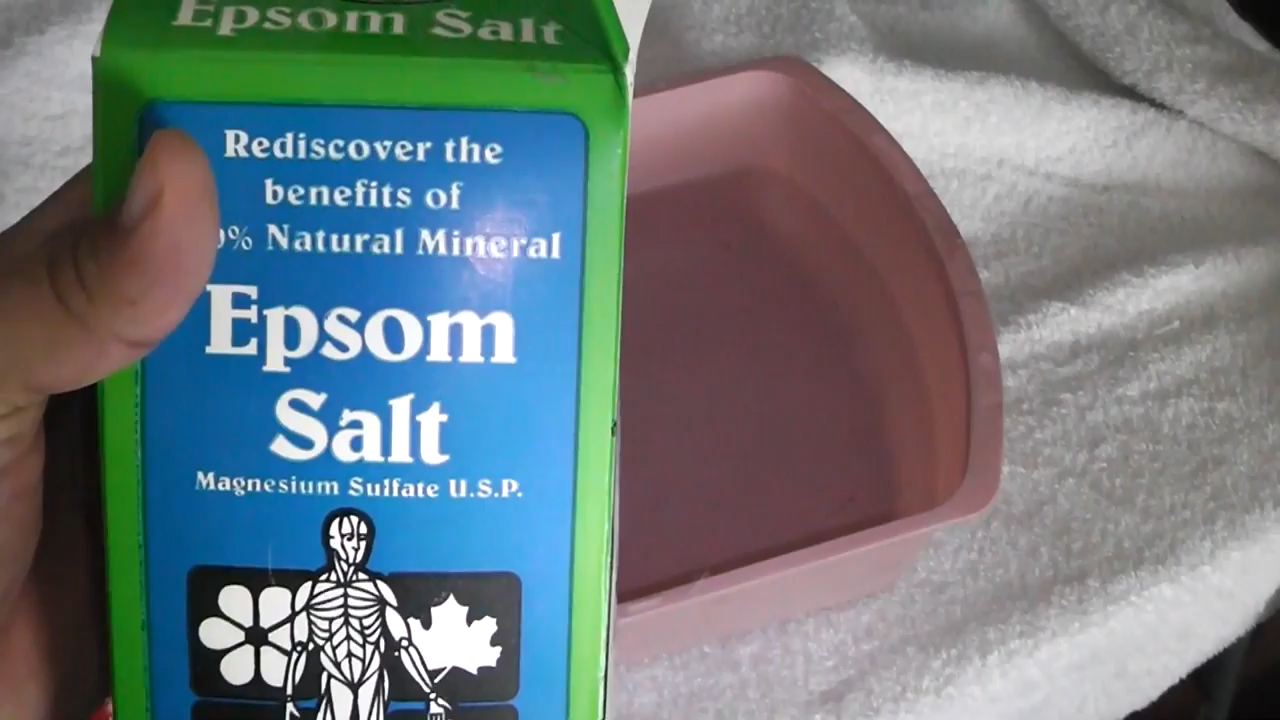 Epsom Salt
Rediscover the
benefits of
% Natural Mineral
Epsom
Salt
Magnesium Sulfate U.S.P.